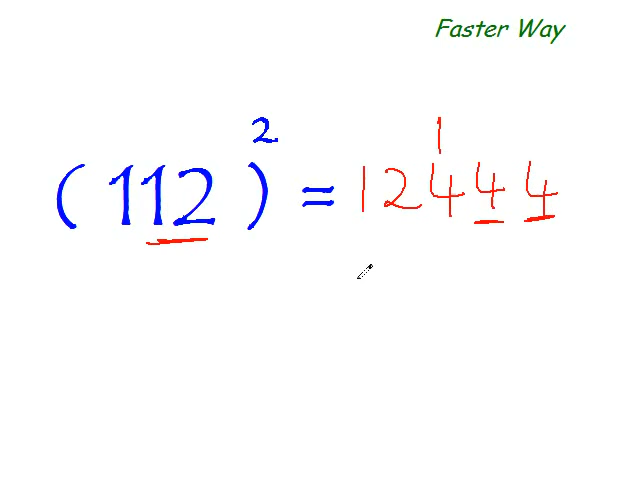 Faster Way
(112)² = 12444
1